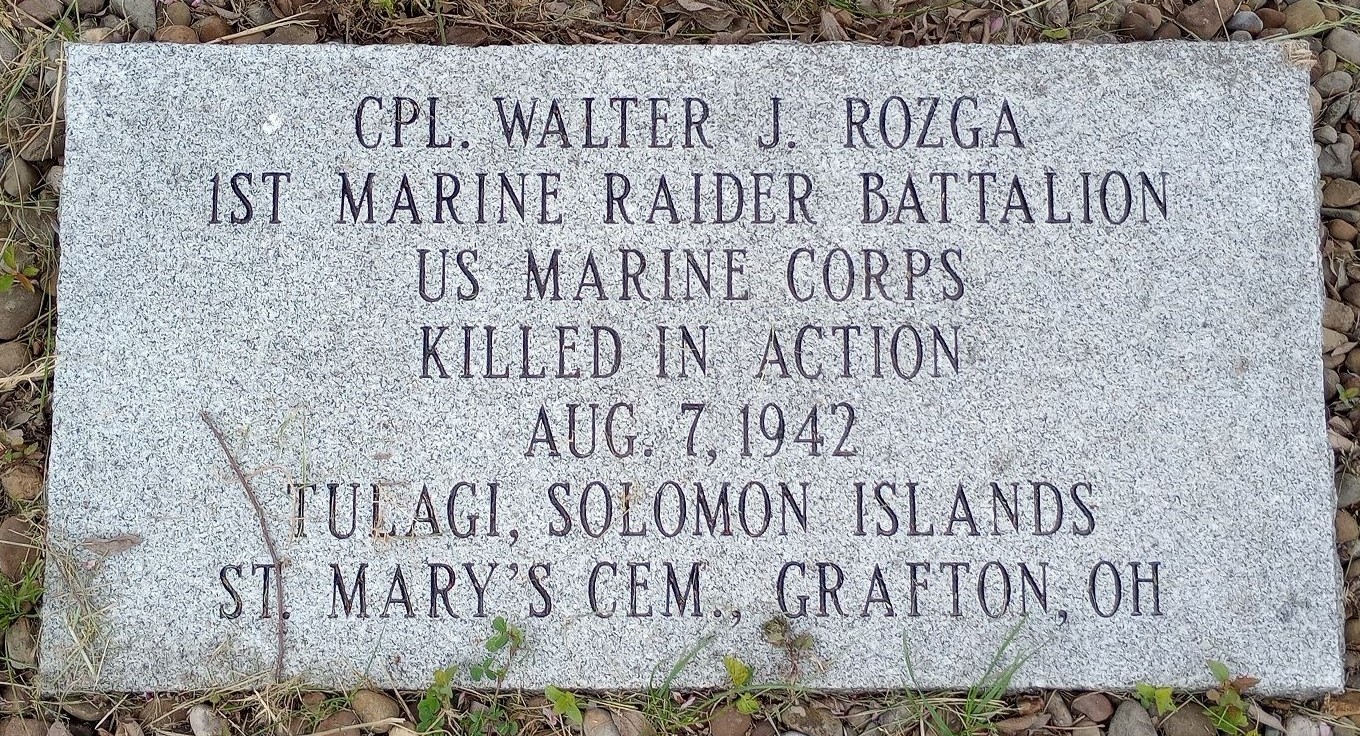 CPL. WALTER J. ROZGA
1ST MARINE RAIDER BATTALION
US MARINE CORPS
KILLED IN ACTION
AUG. 7, 1942
TULAGI, SOLOMON ISLANDS
ST. MARY'S CEM., GRAFTON, OH